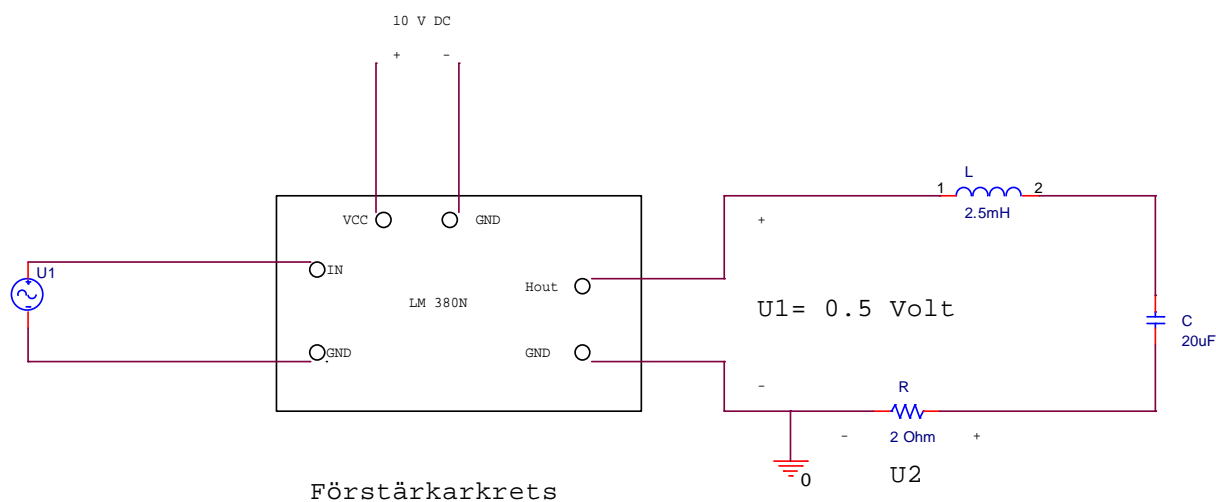 10 V DC
+ -
L
1 2
2.5mH
VCC GND
+
U1
IN
LM 380N
Hout
U1= 0.5 Volt
C
20uF
GND
GND
-
R
- 2 Ohm +
0
U2
Förstärkarkrets